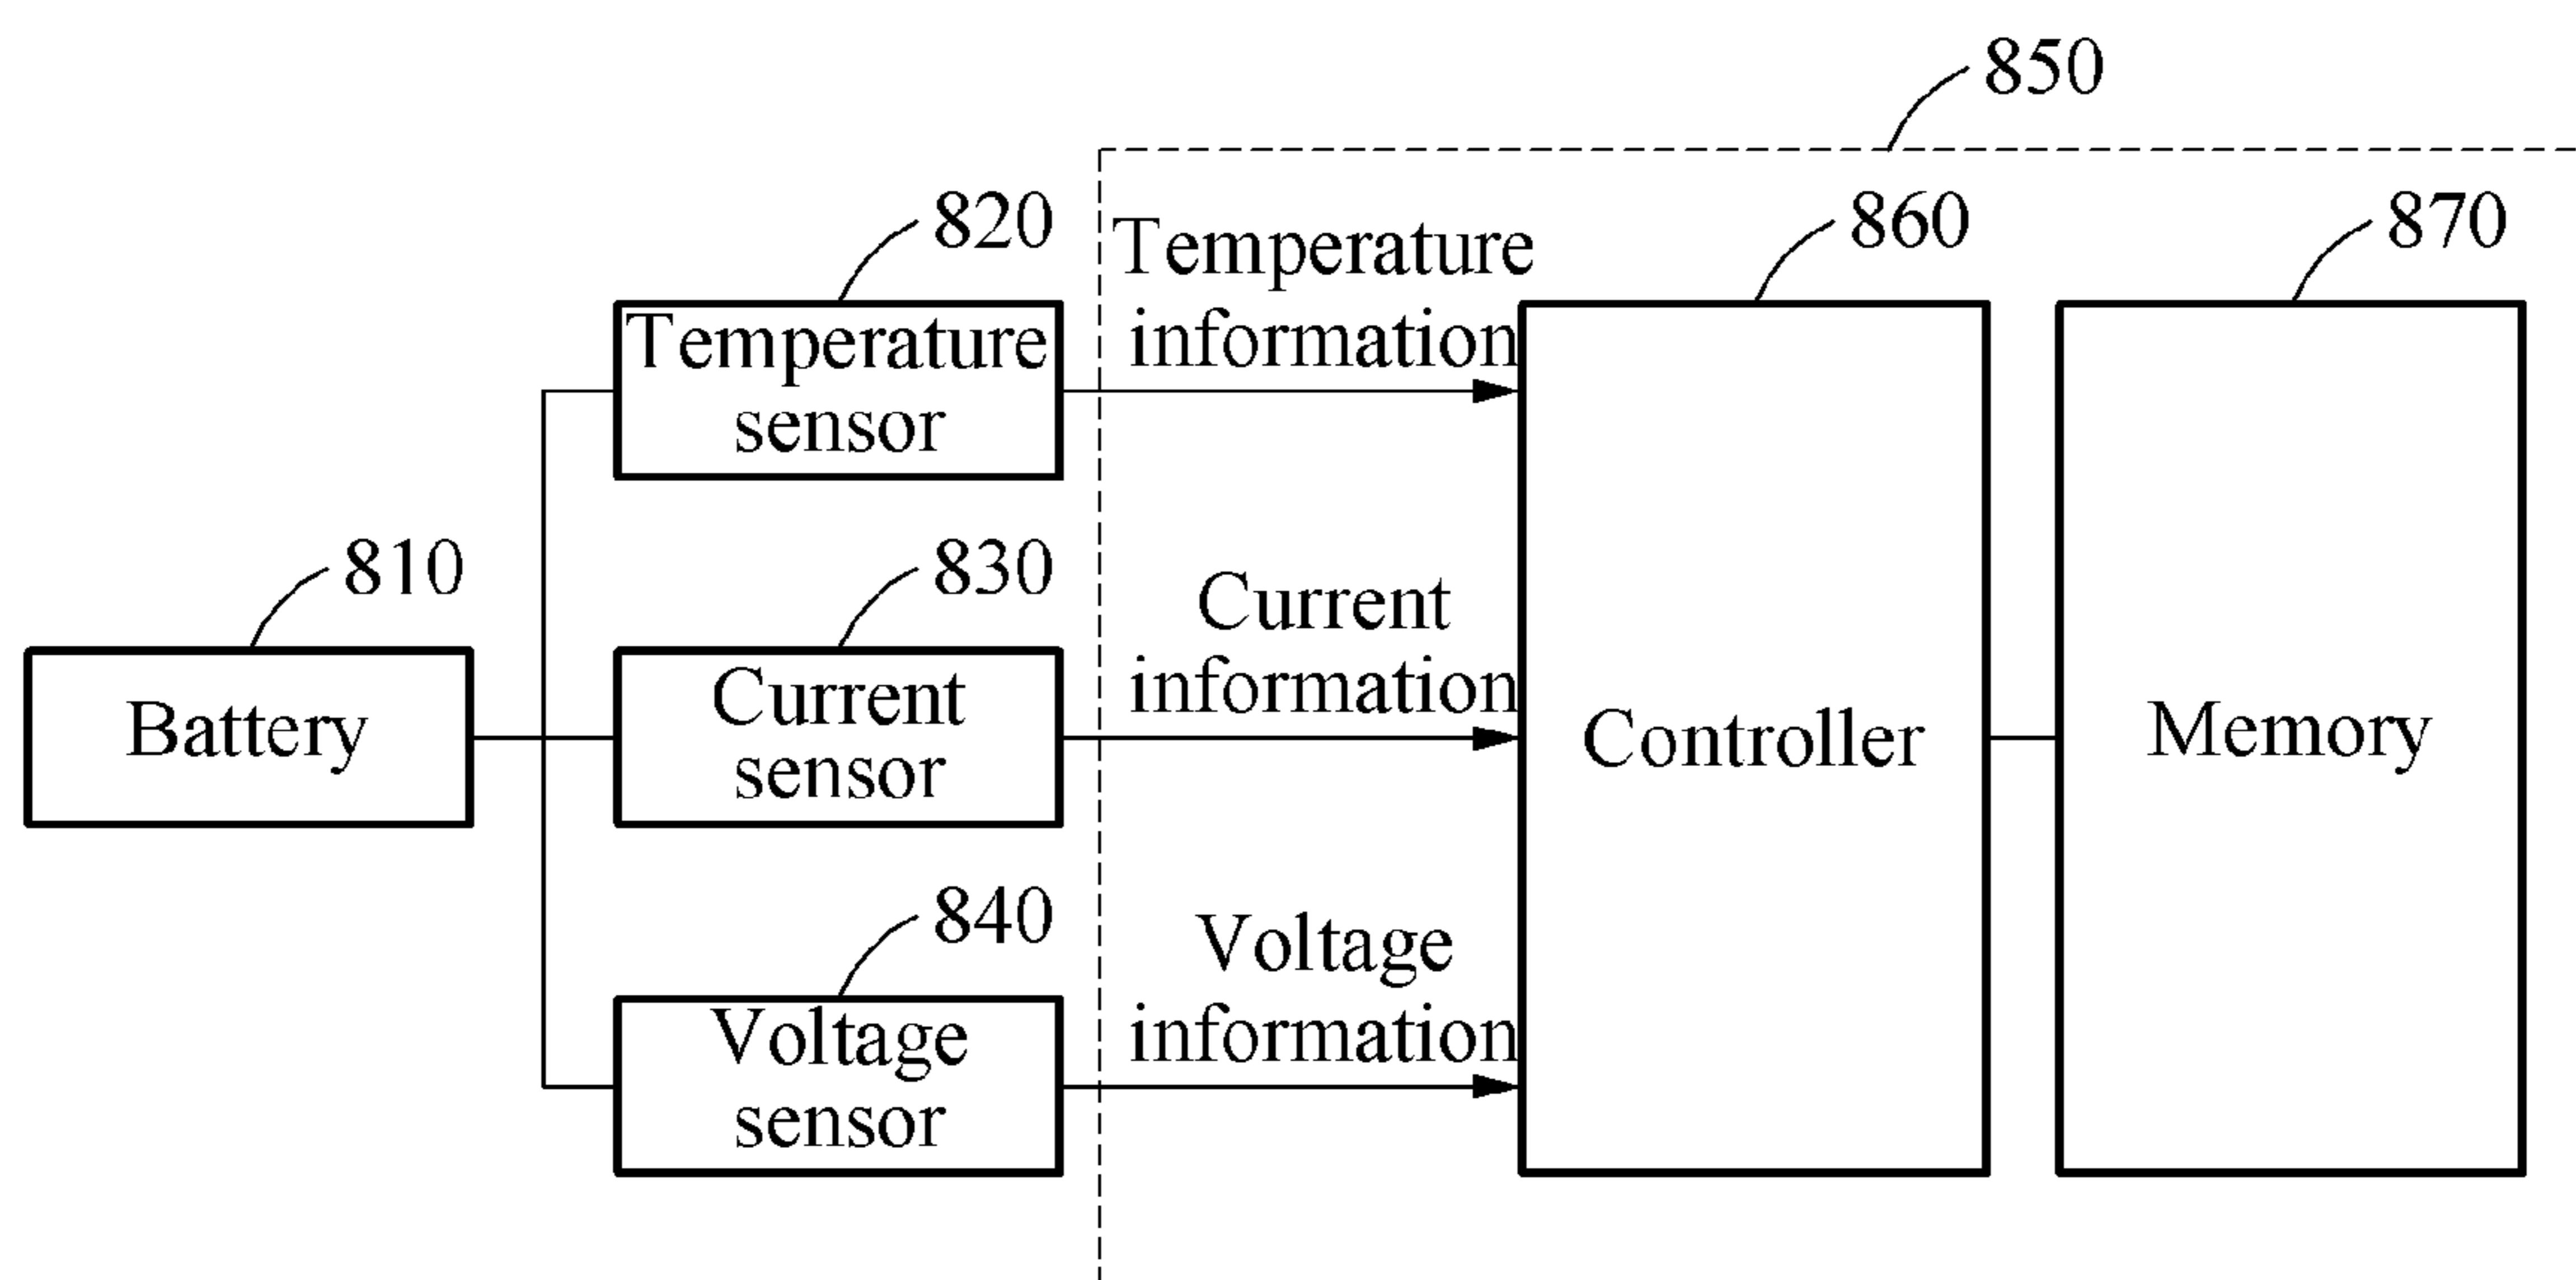 850
820
Temperature
information
860
870
Temperature
sensor
810
830
Current
information
Battery
Current
sensor
Controller
Memory
840
Voltage
information
Voltage
sensor